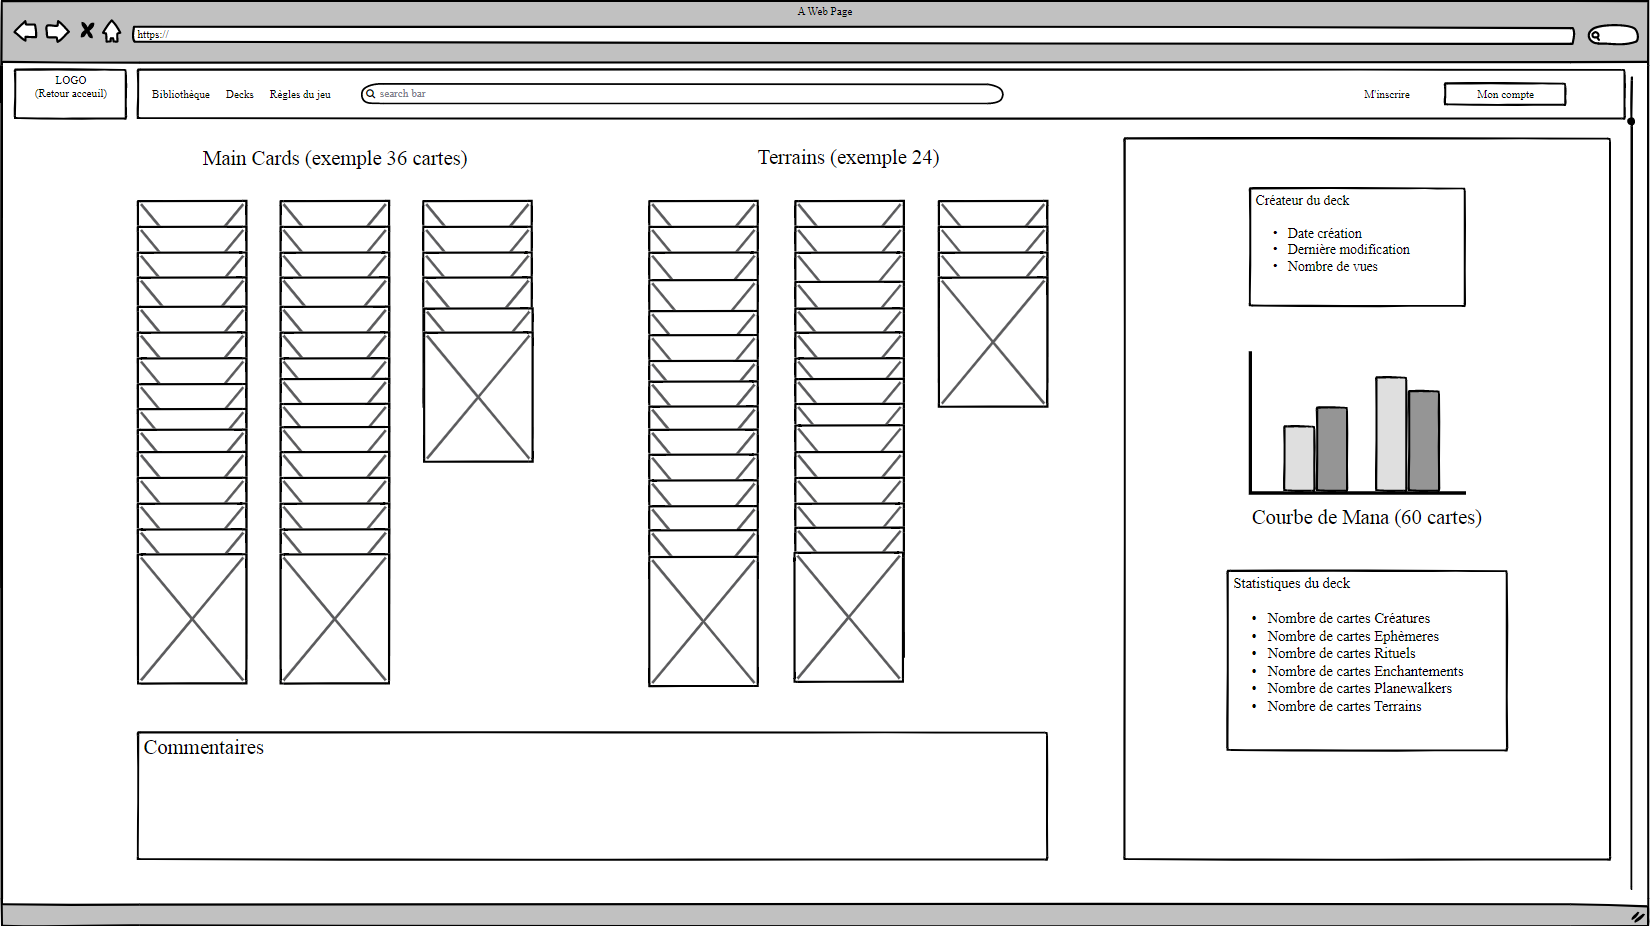 A Web Page
https://
LOGO
(Retour acceuil)
Bibliothèque
Decks
Règles du jeu
search bar
M'inscrire
Mon compte
Main Cards (exemple 36 cartes)
Terrains (exemple 24)
Créateur du deck
• Date création
• Dernière modification
• Nombre de vues
Courbe de Mana (60 cartes)
Statistiques du deck
• Nombre de cartes Créatures
• Nombre de cartes Ephèmeres
• Nombre de cartes Rituels
• Nombre de cartes Enchantements
• Nombre de cartes Planewalkers
• Nombre de cartes Terrains
Commentaires